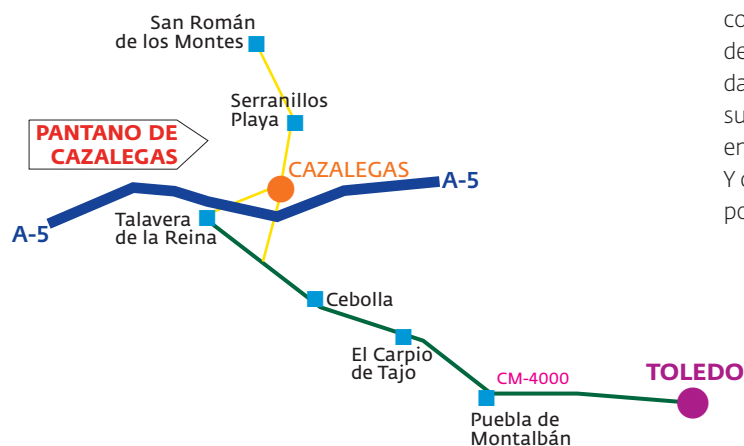 San Román
de los Montes
Serranillos
Playa
PANTANO DE
CAZALEGAS
CAZALEGAS
A-5
A-5
Talavera
de la Reina
Cebolla
El Carpio
de Tajo
CM-4000
TOLEDO
Puebla de
Montalbán